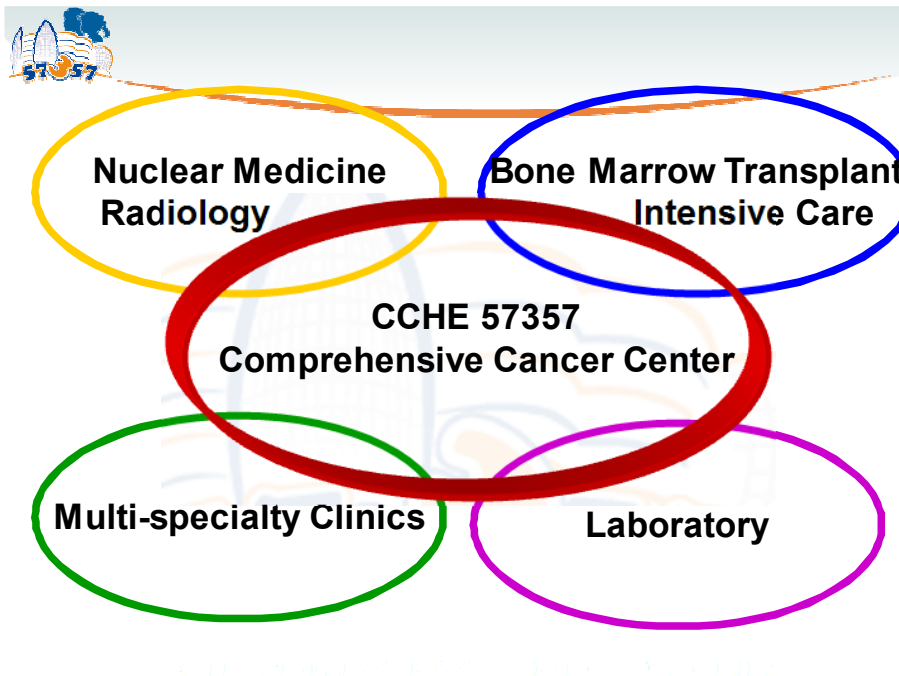 57357
Nuclear Medicine
Radiology
Bone Marrow Transplant
Intensive Care
CCHE 57357
Comprehensive Cancer Center
Multi-specialty Clinics
Laboratory